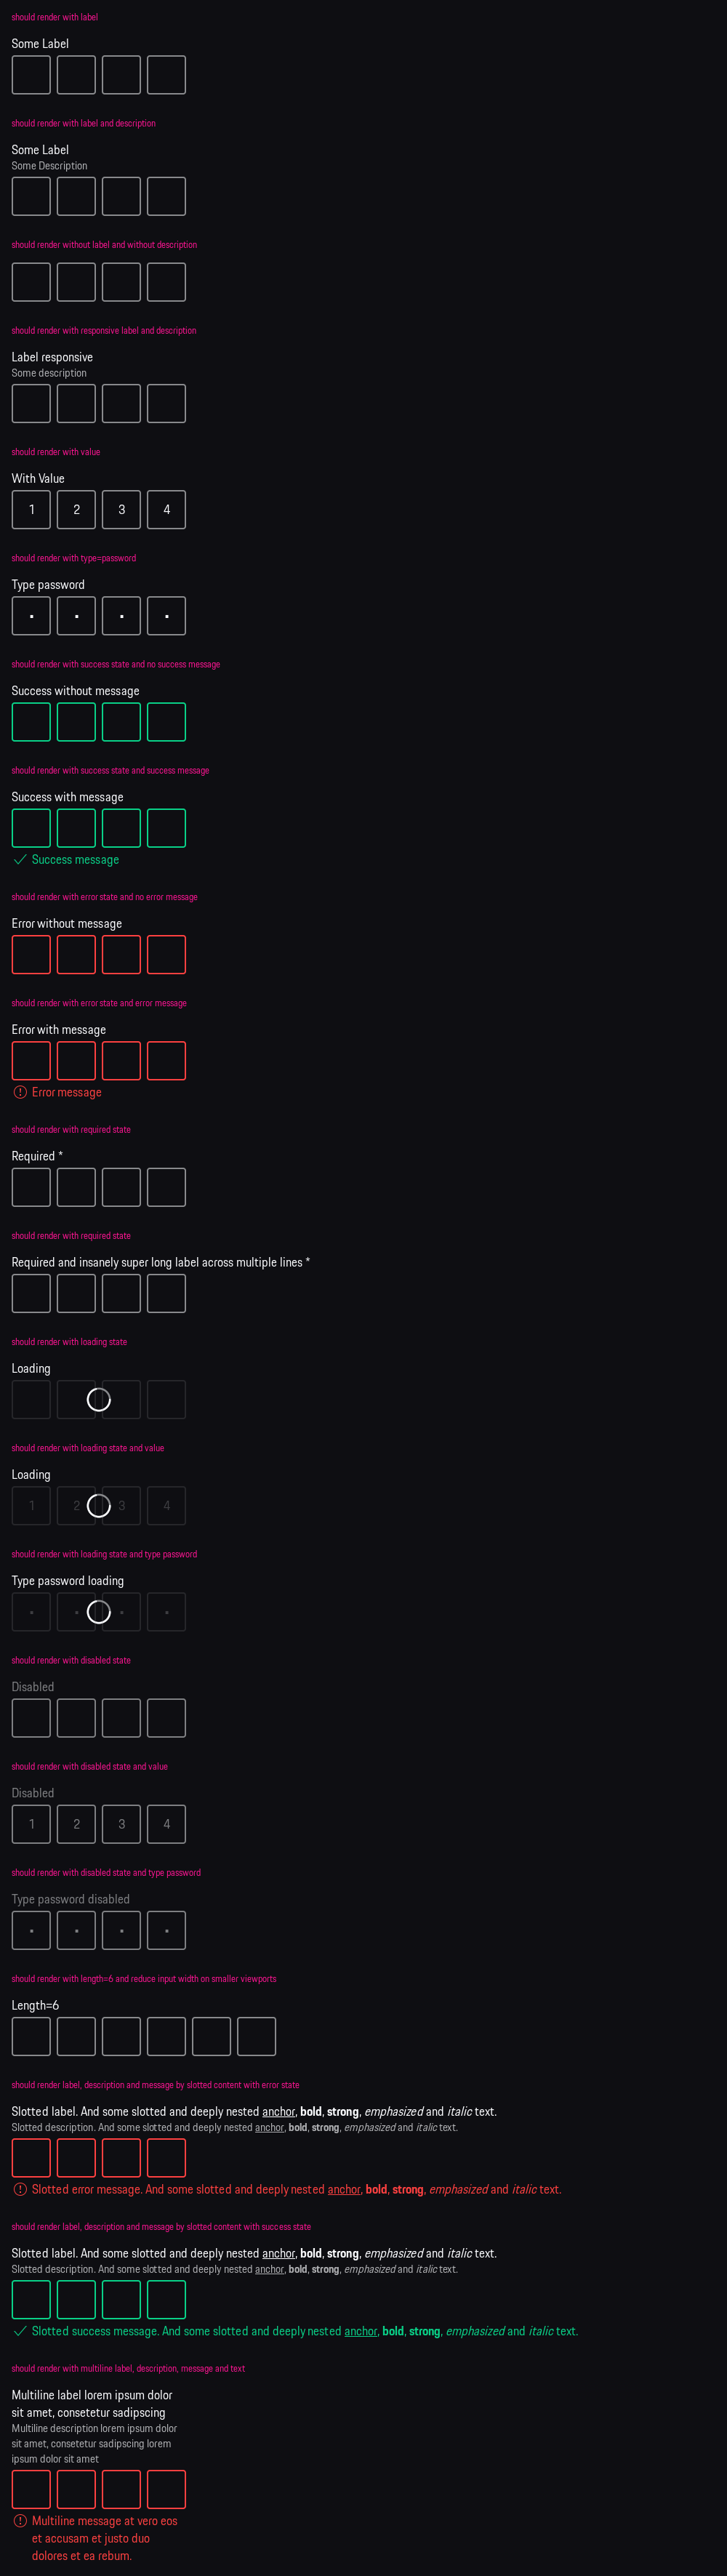 should render with label
Some Label
should render with label and description
Some Label
Some Description
should render without label and without description
should render with responsive label and description
Label responsive
Some description
should render with value
With Value
1 2 3 4
should render with type=password
Type password
should render with success state and no success message
Success without message
should render with success state and success message
Success with message
Success message
should render with error state and no error message
Error without message
should render with error state and error message
Error with message
Error message
should render with required state
Required *
should render with required state
Required and insanely super long label across multiple lines *
should render with loading state
Loading
should render with loading state and value
Loading
1 2 3 4
should render with loading state and type password
Type password loading
should render with disabled state
Disabled
should render with disabled state and value
Disabled
1 2 3 4
should render with disabled state and type password
Type password disabled
should render with length=6 and reduce input width on smaller viewports
Length=6
should render label, description and message by slotted content with error state
Slotted label. And some slotted and deeply nested anchor, bold, strong, emphasized and italic text.
Slotted description. And some slotted and deeply nested anchor, bold, strong, emphasized and italic text.
Slotted error message. And some slotted and deeply nested anchor, bold, strong, emphasized and italic text.
should render label, description and message by slotted content with success state
Slotted label. And some slotted and deeply nested anchor, bold, strong, emphasized and italic text.
Slotted description. And some slotted and deeply nested anchor, bold, strong, emphasized and italic text.
Slotted success message. And some slotted and deeply nested anchor, bold, strong, emphasized and italic text.
should render with multiline label, description, message and text
Multiline label lorem ipsum dolor
sit amet, consetetur sadipscing
Multiline description lorem ipsum dolor
sit amet, consetetur sadipscing lorem
ipsum dolor sit amet
Multiline message at vero eos
et accusam et justo duo
dolores et ea rebum.